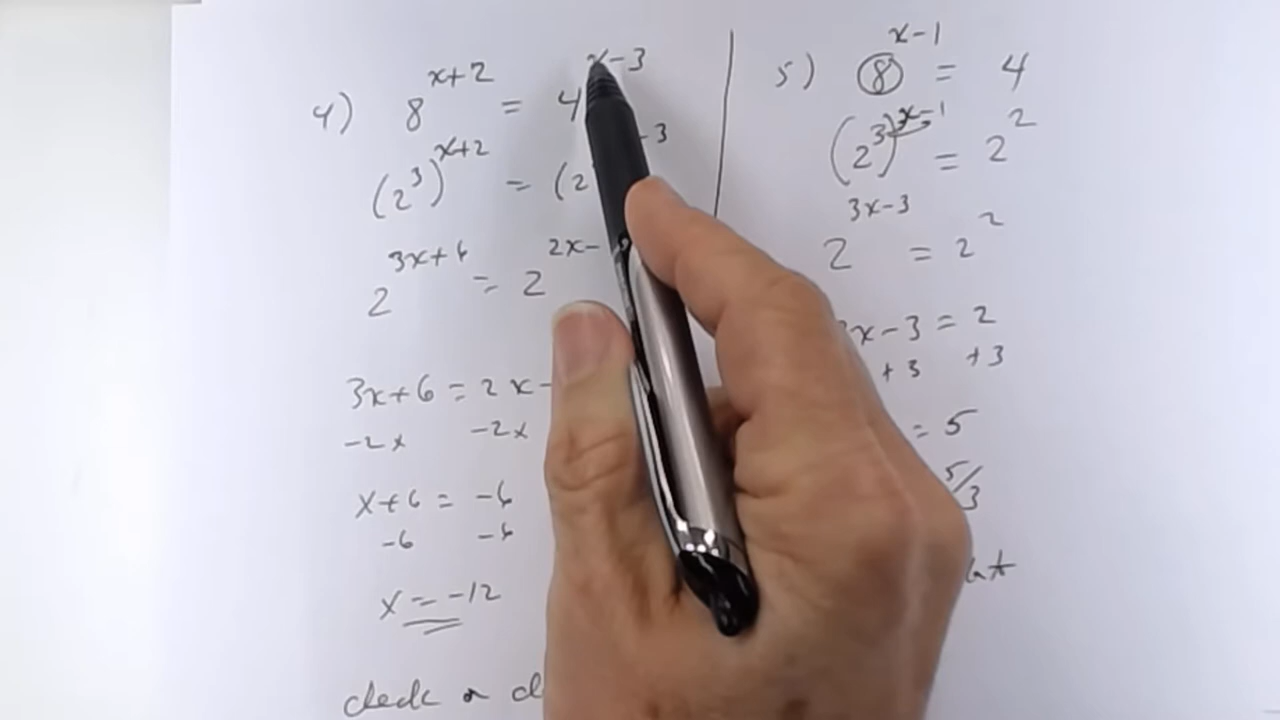 4) 8^{x+2} = 4^{x-3}
(2^3)^{x+2} = (2 -3
2^{3x+6} = 2^{2x-
3x+6 = 2x-
-2x -2x
x+6 = -6
-6 -6
x = -12
check
5) 8^{x-1} = 4
(2^3)^{x-1} = 2^2
2^{3x-3} = 2^2
x-3 = 2
+3 +3
= 5
5/3